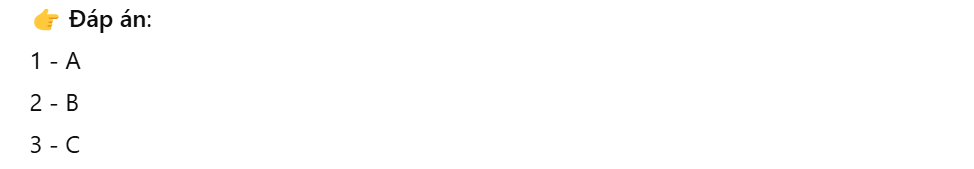 👉 Đáp án:
1 - A
2 - B
3 - C